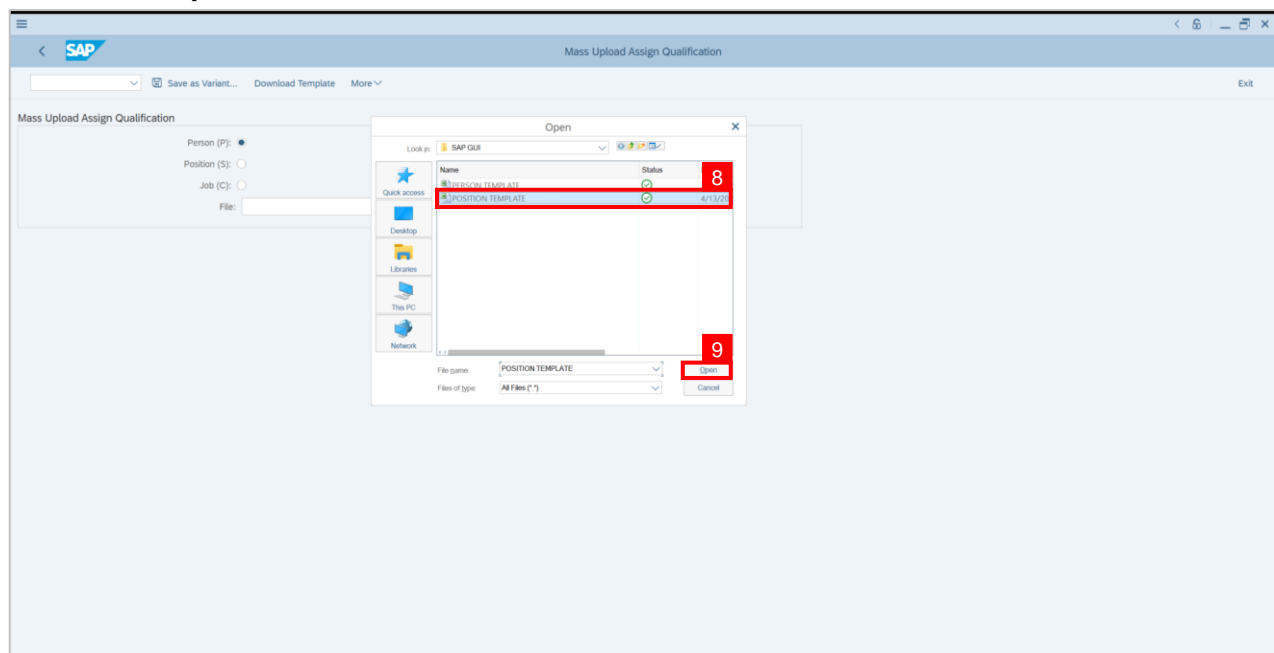 SAP
Mass Upload Assign Qualification
Save as Variant... Download Template More
Exit
Mass Upload Assign Qualification
Person (P):
Position (S):
Job (C):
File:
Open
Look in: SAP GUI
Name Status
8
PERSON TEMPLATE
POSITION TEMPLATE 4/13/20
Quick access
Desktop
Libraries
This PC
Network
9
File name: POSITION TEMPLATE Open
Files of type: All Files (*.*) Cancel